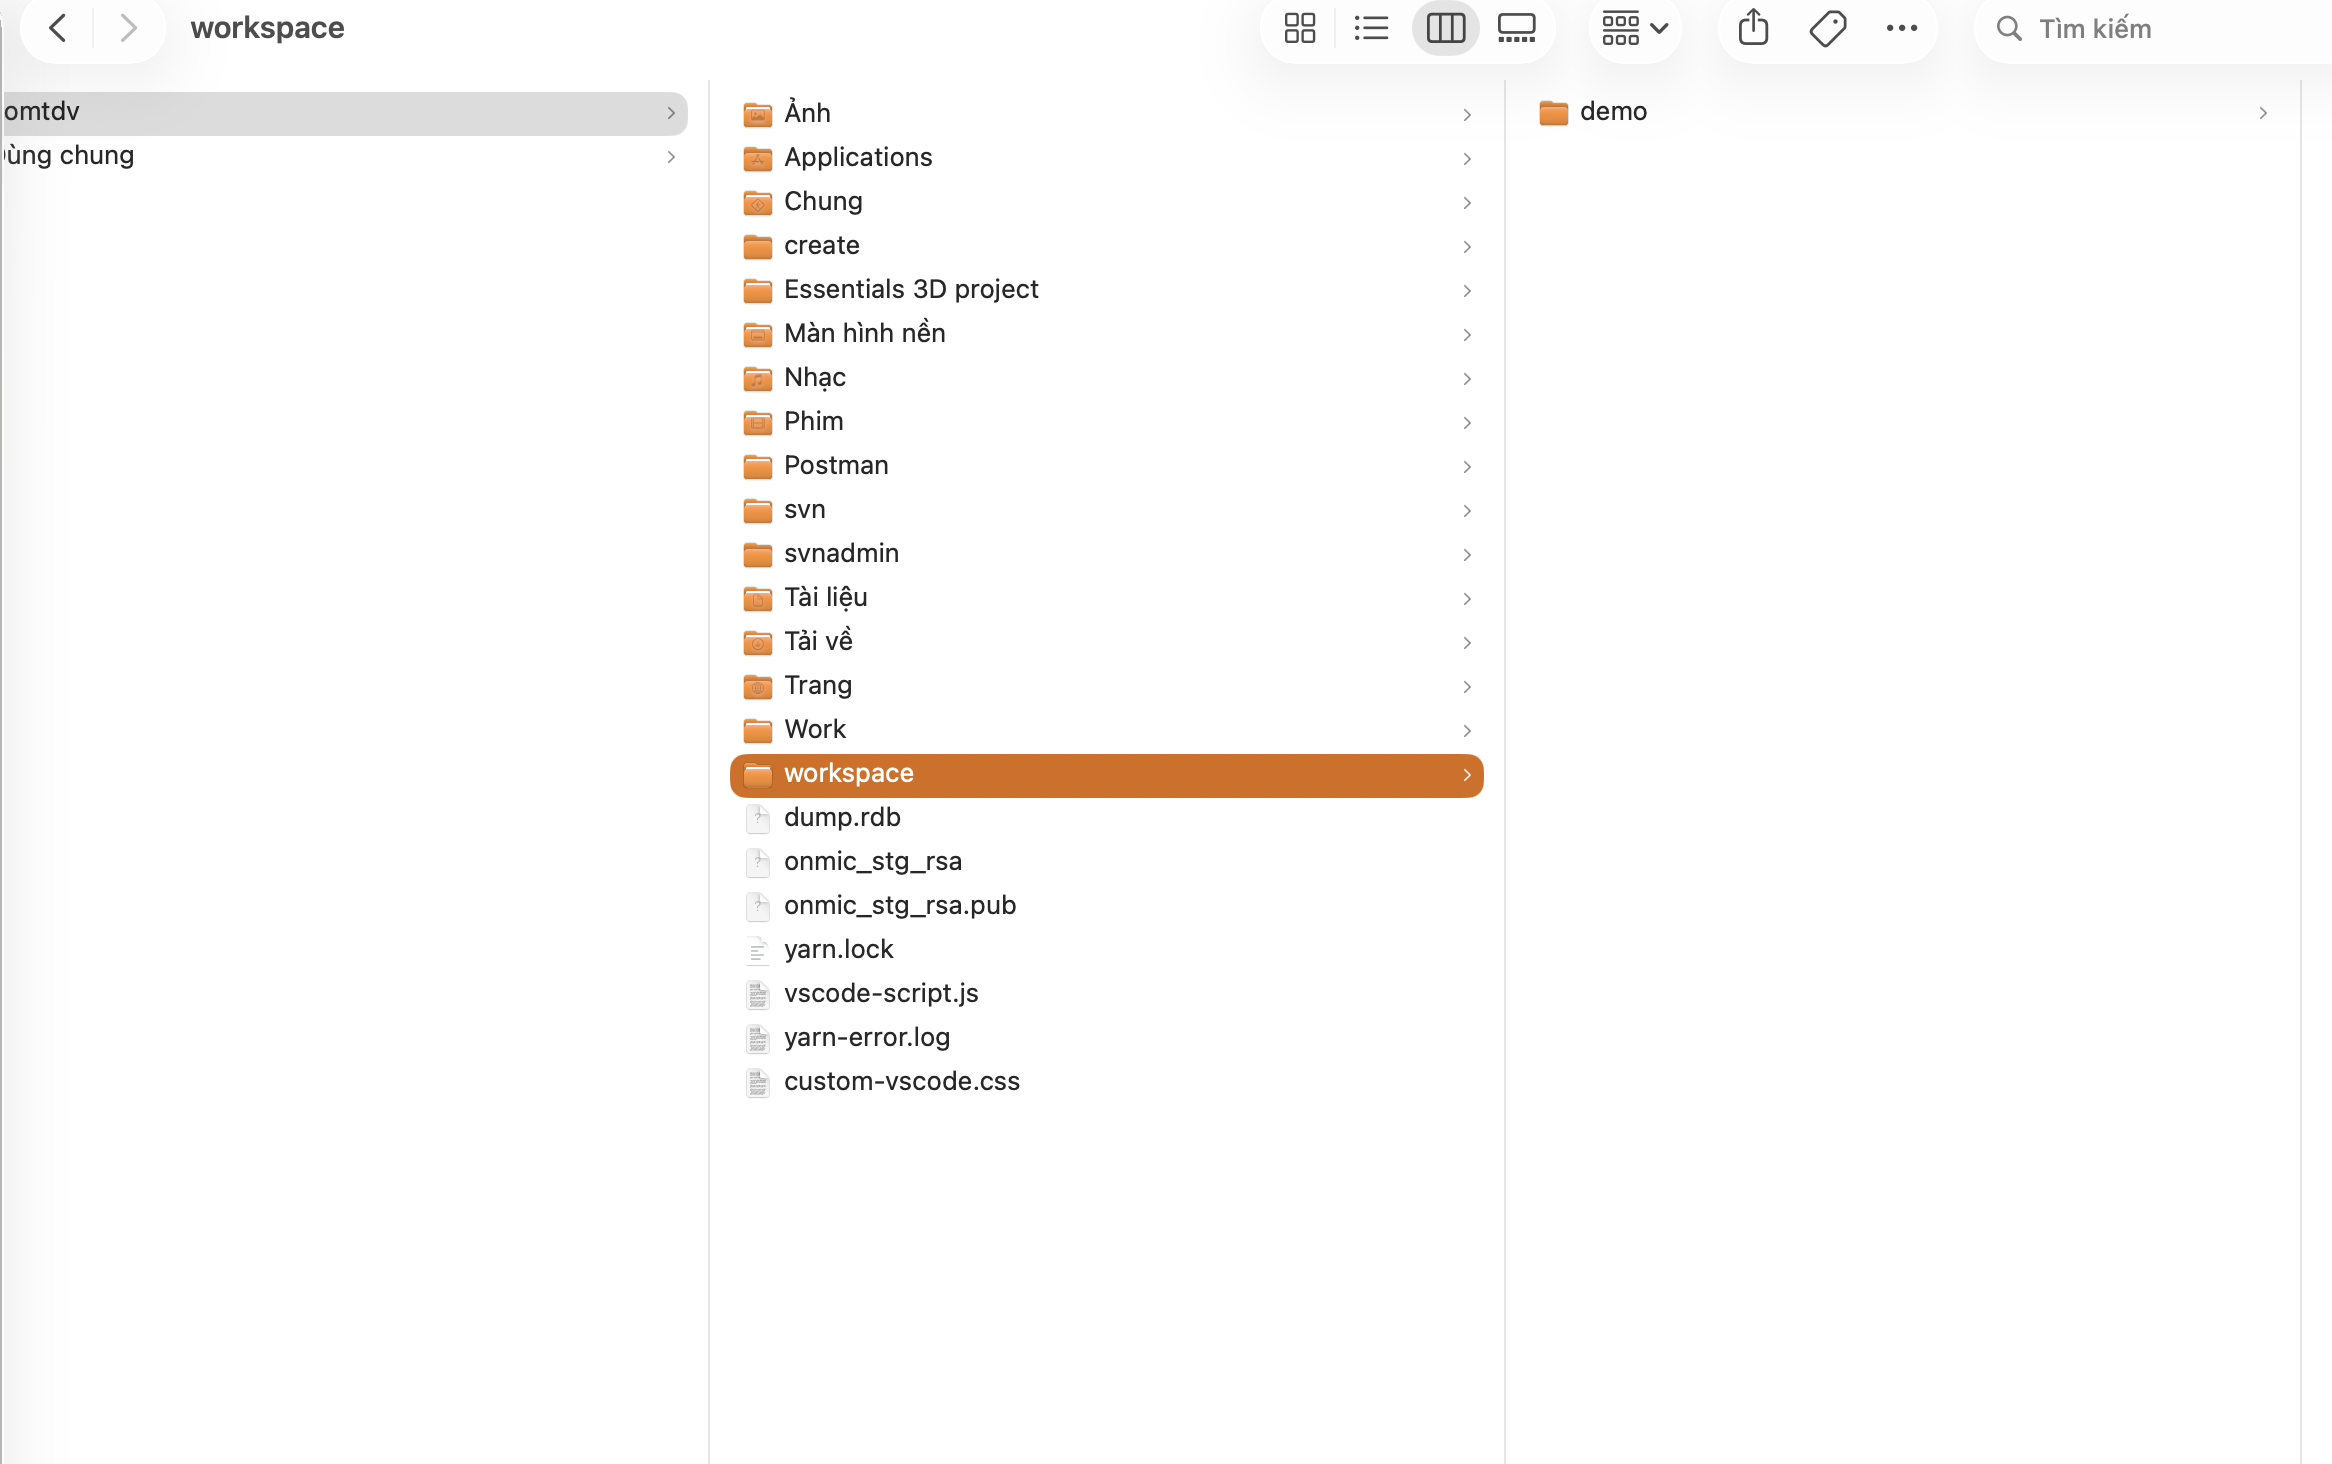 workspace
Tìm kiếm
omtdv
ùng chung
Ảnh
Applications
Chung
create
Essentials 3D project
Màn hình nền
Nhạc
Phim
Postman
svn
svnadmin
Tài liệu
Tải về
Trang
Work
workspace
dump.rdb
onmic_stg_rsa
onmic_stg_rsa.pub
yarn.lock
vscode-script.js
yarn-error.log
custom-vscode.css
demo